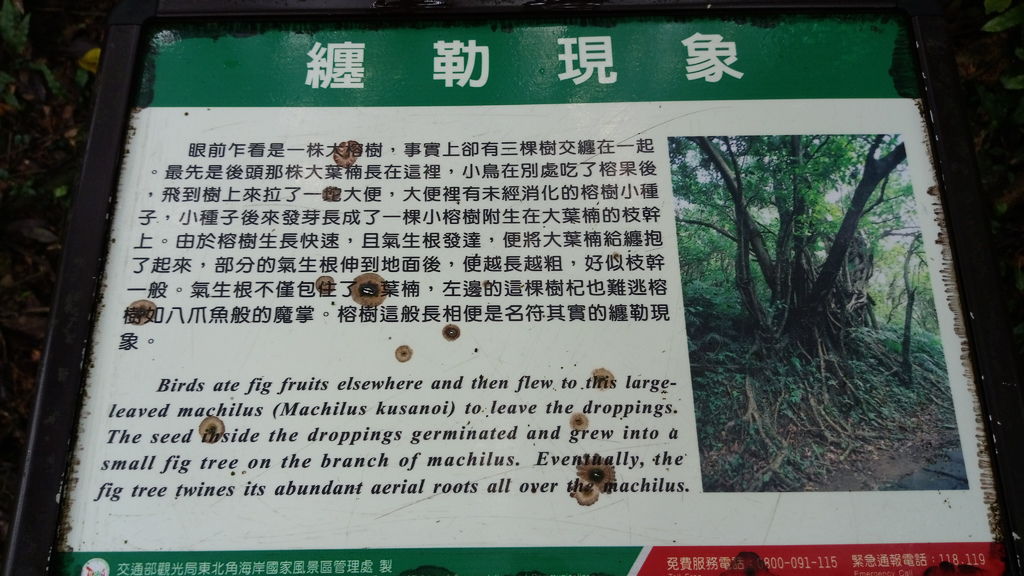 纏勒現象
眼前乍看是一株大榕樹，事實上卻有三棵樹交纏在一起
。最先是後頭那株大葉楠長在這裡，小鳥在別處吃了榕果後
，飛到樹上來拉了一蛇大便，大便裡有未經消化的榕樹小種
子，小種子後來發芽長成了一棵小榕樹附生在大葉楠的枝幹
上。由於榕樹生長快速，且氣生根發達，便將大葉楠給纏抱
了起來，部分的氣生根伸到地面後，便越長越粗，好似枝幹
一般。氣生根不僅包住了大葉楠，左邊的這棵樹杞也難逃榕
樹如八爪魚般的魔掌。榕樹這般長相便是名符其實的纏勒現
象。
Birds ate fig fruits elsewhere and then flew to this large-
leaved machilus (Machilus kusanoi) to leave the droppings.
The seed inside the droppings germinated and grew into a
small fig tree on the branch of machilus. Eventually, the
fig tree twines its abundant aerial roots all over the machilus.
交通部觀光局東北角海岸國家風景區管理處 製
免費服務電話：0800-091-115 緊急通報電話：118.119
Emergency Call